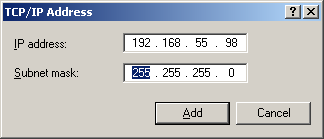 TCP/IP Address
IP address: 192 . 168 . 55 . 98
Subnet mask: 255 . 255 . 255 . 0
Add Cancel